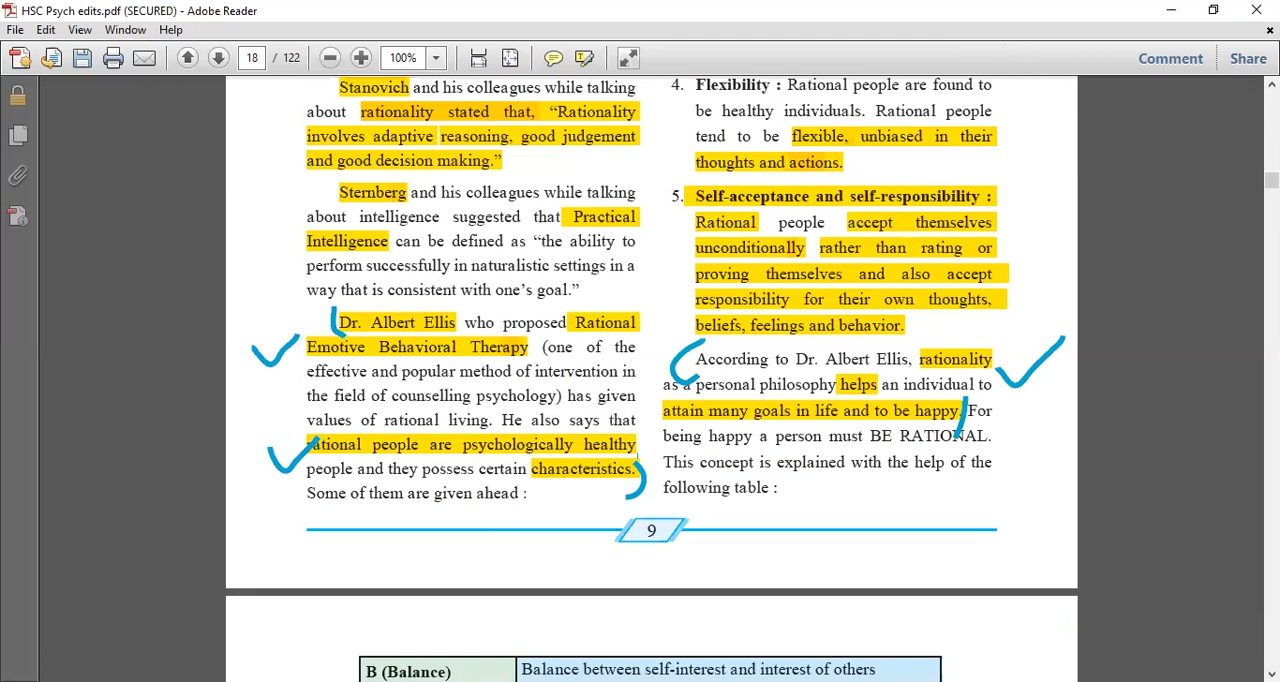 HSC Psych edits.pdf (SECURED) - Adobe Reader
File Edit View Window Help
18 / 122
100%
Comment
Share
Stanovich and his colleagues while talking
about rationality stated that, “Rationality
involves adaptive reasoning, good judgement
and good decision making.”
Sternberg and his colleagues while talking
about intelligence suggested that Practical
Intelligence can be defined as “the ability to
perform successfully in naturalistic settings in a
way that is consistent with one’s goal.”
Dr. Albert Ellis who proposed Rational
Emotive Behavioral Therapy (one of the
effective and popular method of intervention in
the field of counselling psychology) has given
values of rational living. He also says that
rational people are psychologically healthy
people and they possess certain characteristics.
Some of them are given ahead :
4. Flexibility : Rational people are found to
be healthy individuals. Rational people
tend to be flexible, unbiased in their
thoughts and actions.
5. Self-acceptance and self-responsibility :
Rational people accept themselves
unconditionally rather than rating or
proving themselves and also accept
responsibility for their own thoughts,
beliefs, feelings and behavior.
According to Dr. Albert Ellis, rationality
as a personal philosophy helps an individual to
attain many goals in life and to be happy. For
being happy a person must BE RATIONAL.
This concept is explained with the help of the
following table :
9
B (Balance)
Balance between self-interest and interest of others